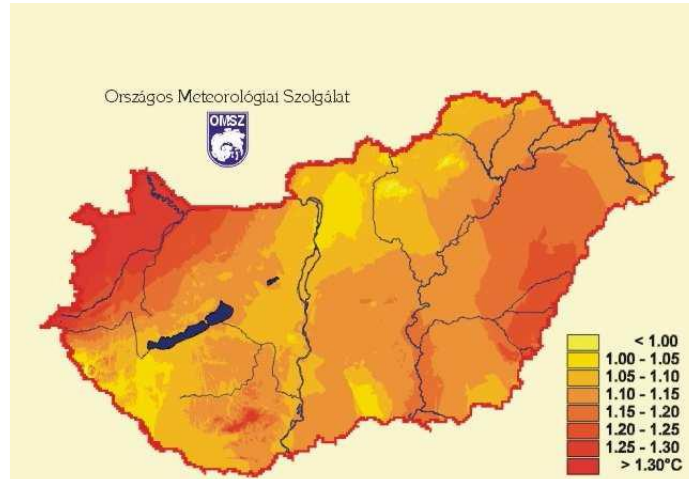 Országos Meteorológiai Szolgálat
OMSZ
< 1.00
1.00 - 1.05
1.05 - 1.10
1.10 - 1.15
1.15 - 1.20
1.20 - 1.25
1.25 - 1.30
> 1.30°C